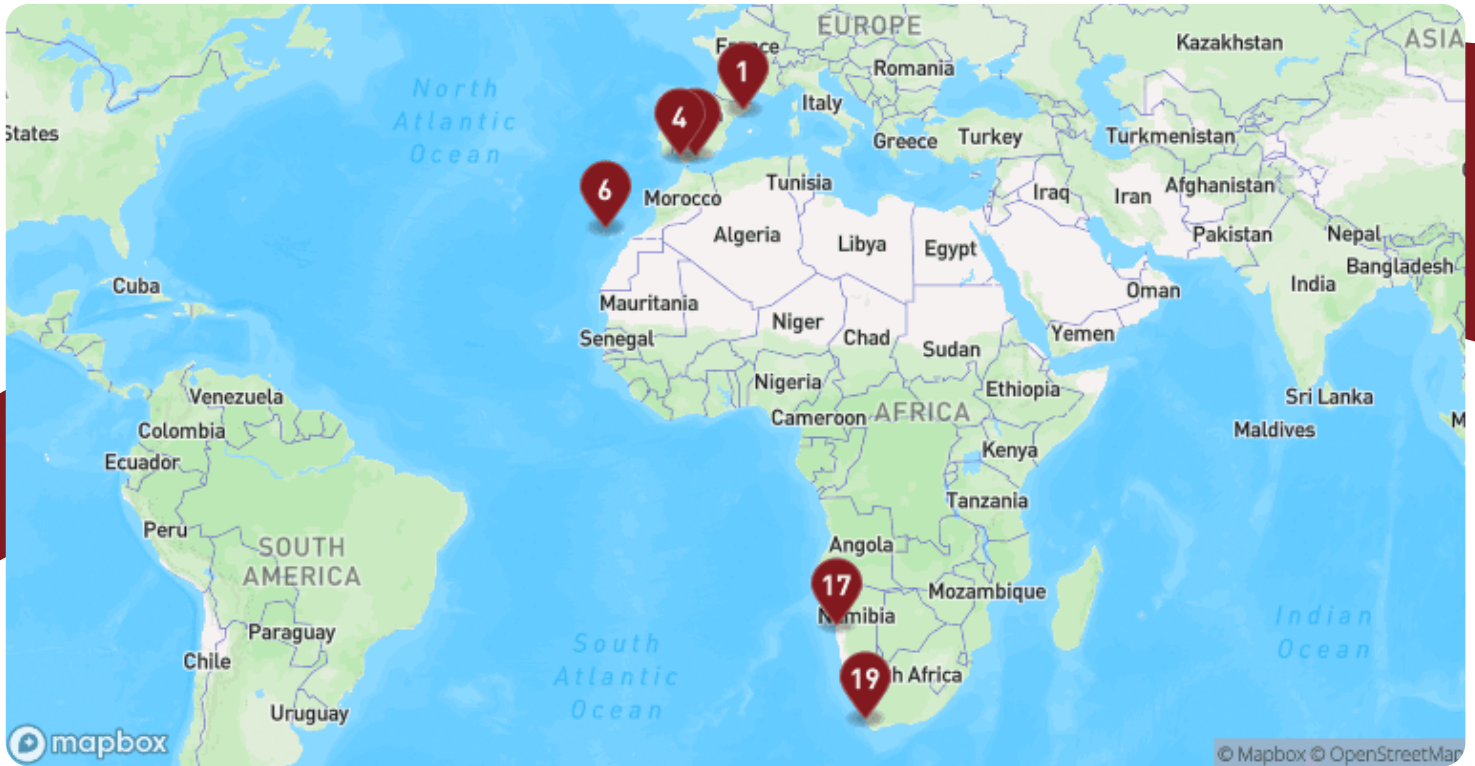 EUROPE
Kazakhstan
ASIA
France
1
Romania
North
Atlantic
Ocean
Italy
4
States
Greece
Turkey
Turkmenistan
6
Morocco
Tunisia
Iraq
Iran
Afghanistan
Algeria
Libya
Egypt
Pakistan
Nepal
Bangladesh
Cuba
India
Oman
Mauritania
Niger
Senegal
Chad
Sudan
Yemen
Nigeria
Ethiopia
Venezuela
Sri Lanka
Cameroon
AFRICA
Colombia
Maldives
M
Ecuador
Kenya
Tanzania
Peru
Angola
SOUTH
AMERICA
17
Mozambique
Namibia
Indian
Ocean
Paraguay
South
Atlantic
Ocean
Chile
19
h Africa
Uruguay
mapbox
© Mapbox © OpenStreetMap